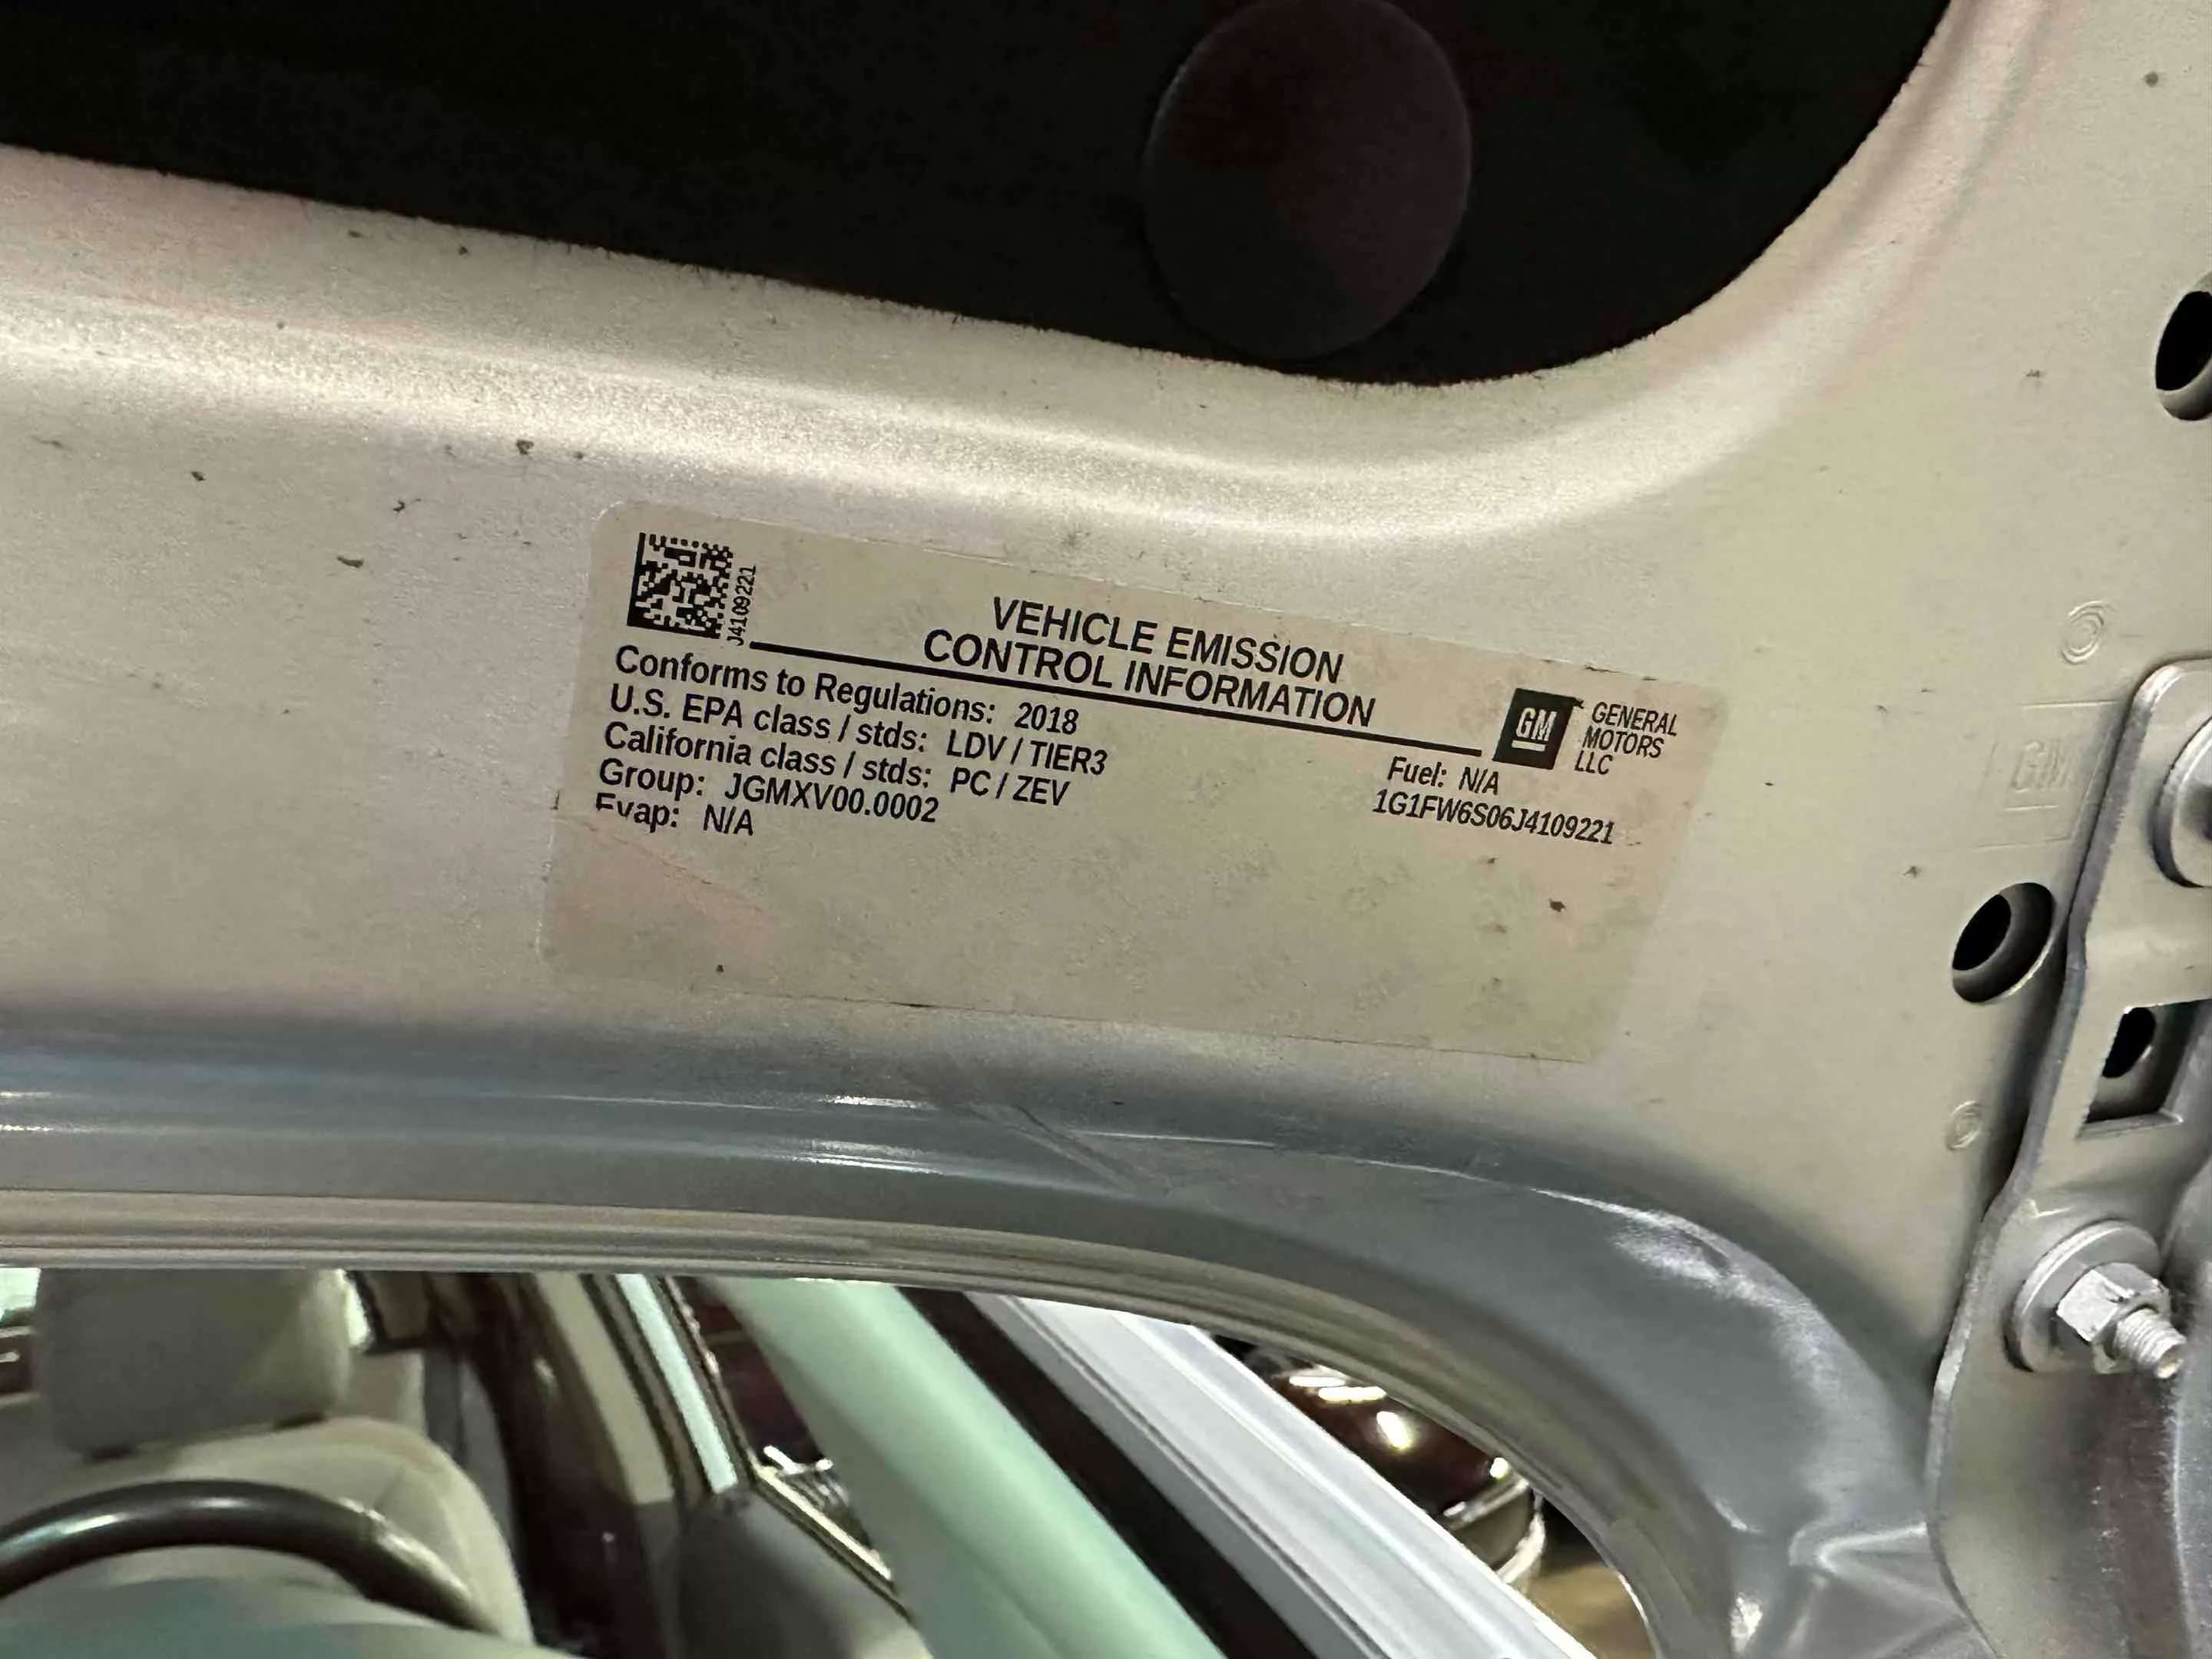 J4109221
VEHICLE EMISSION
CONTROL INFORMATION
GM
GENERAL
MOTORS
LLC
Conforms to Regulations: 2018
U.S. EPA class / stds: LDV / TIER3
California class / stds: PC / ZEV
Group: JGMXV00.0002
Evap: N/A
Fuel: N/A
1G1FW6S06J4109221
GM